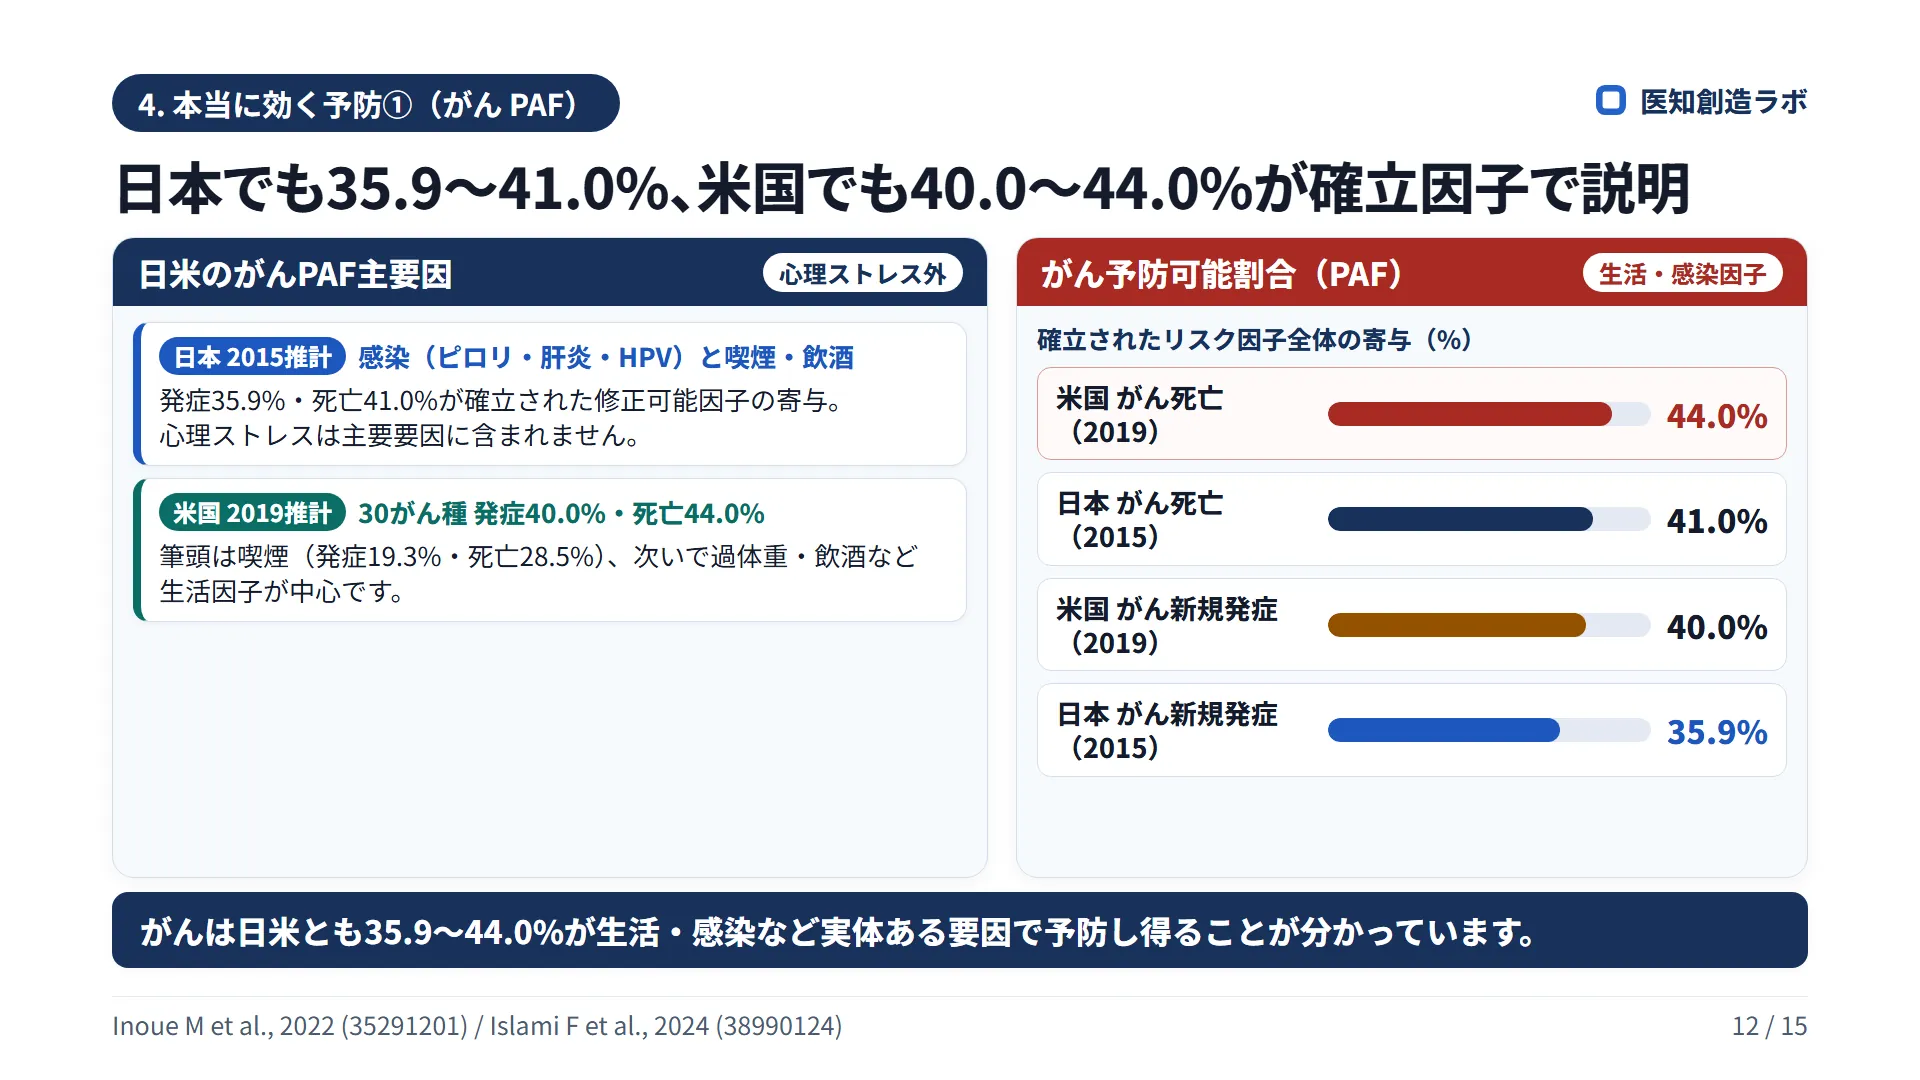 4. 本当に効く予防①（がん PAF）
医知創造ラボ
日本でも35.9〜41.0%、米国でも40.0〜44.0%が確立因子で説明
日米のがんPAF主要因
心理ストレス外
日本 2015推計
感染（ピロリ・肝炎・HPV）と喫煙・飲酒
発症35.9%・死亡41.0%が確立された修正可能因子の寄与。
心理ストレスは主要要因に含まれません。
米国 2019推計
30がん種 発症40.0%・死亡44.0%
筆頭は喫煙（発症19.3%・死亡28.5%）、次いで過体重・飲酒など
生活因子が中心です。
がん予防可能割合（PAF）
生活・感染因子
確立されたリスク因子全体の寄与（%）
米国 がん死亡
（2019）
44.0%
日本 がん死亡
（2015）
41.0%
米国 がん新規発症
（2019）
40.0%
日本 がん新規発症
（2015）
35.9%
がんは日米とも35.9〜44.0%が生活・感染など実体ある要因で予防し得ることが分かっています。
Inoue M et al., 2022 (35291201) / Islami F et al., 2024 (38990124)
12 / 15